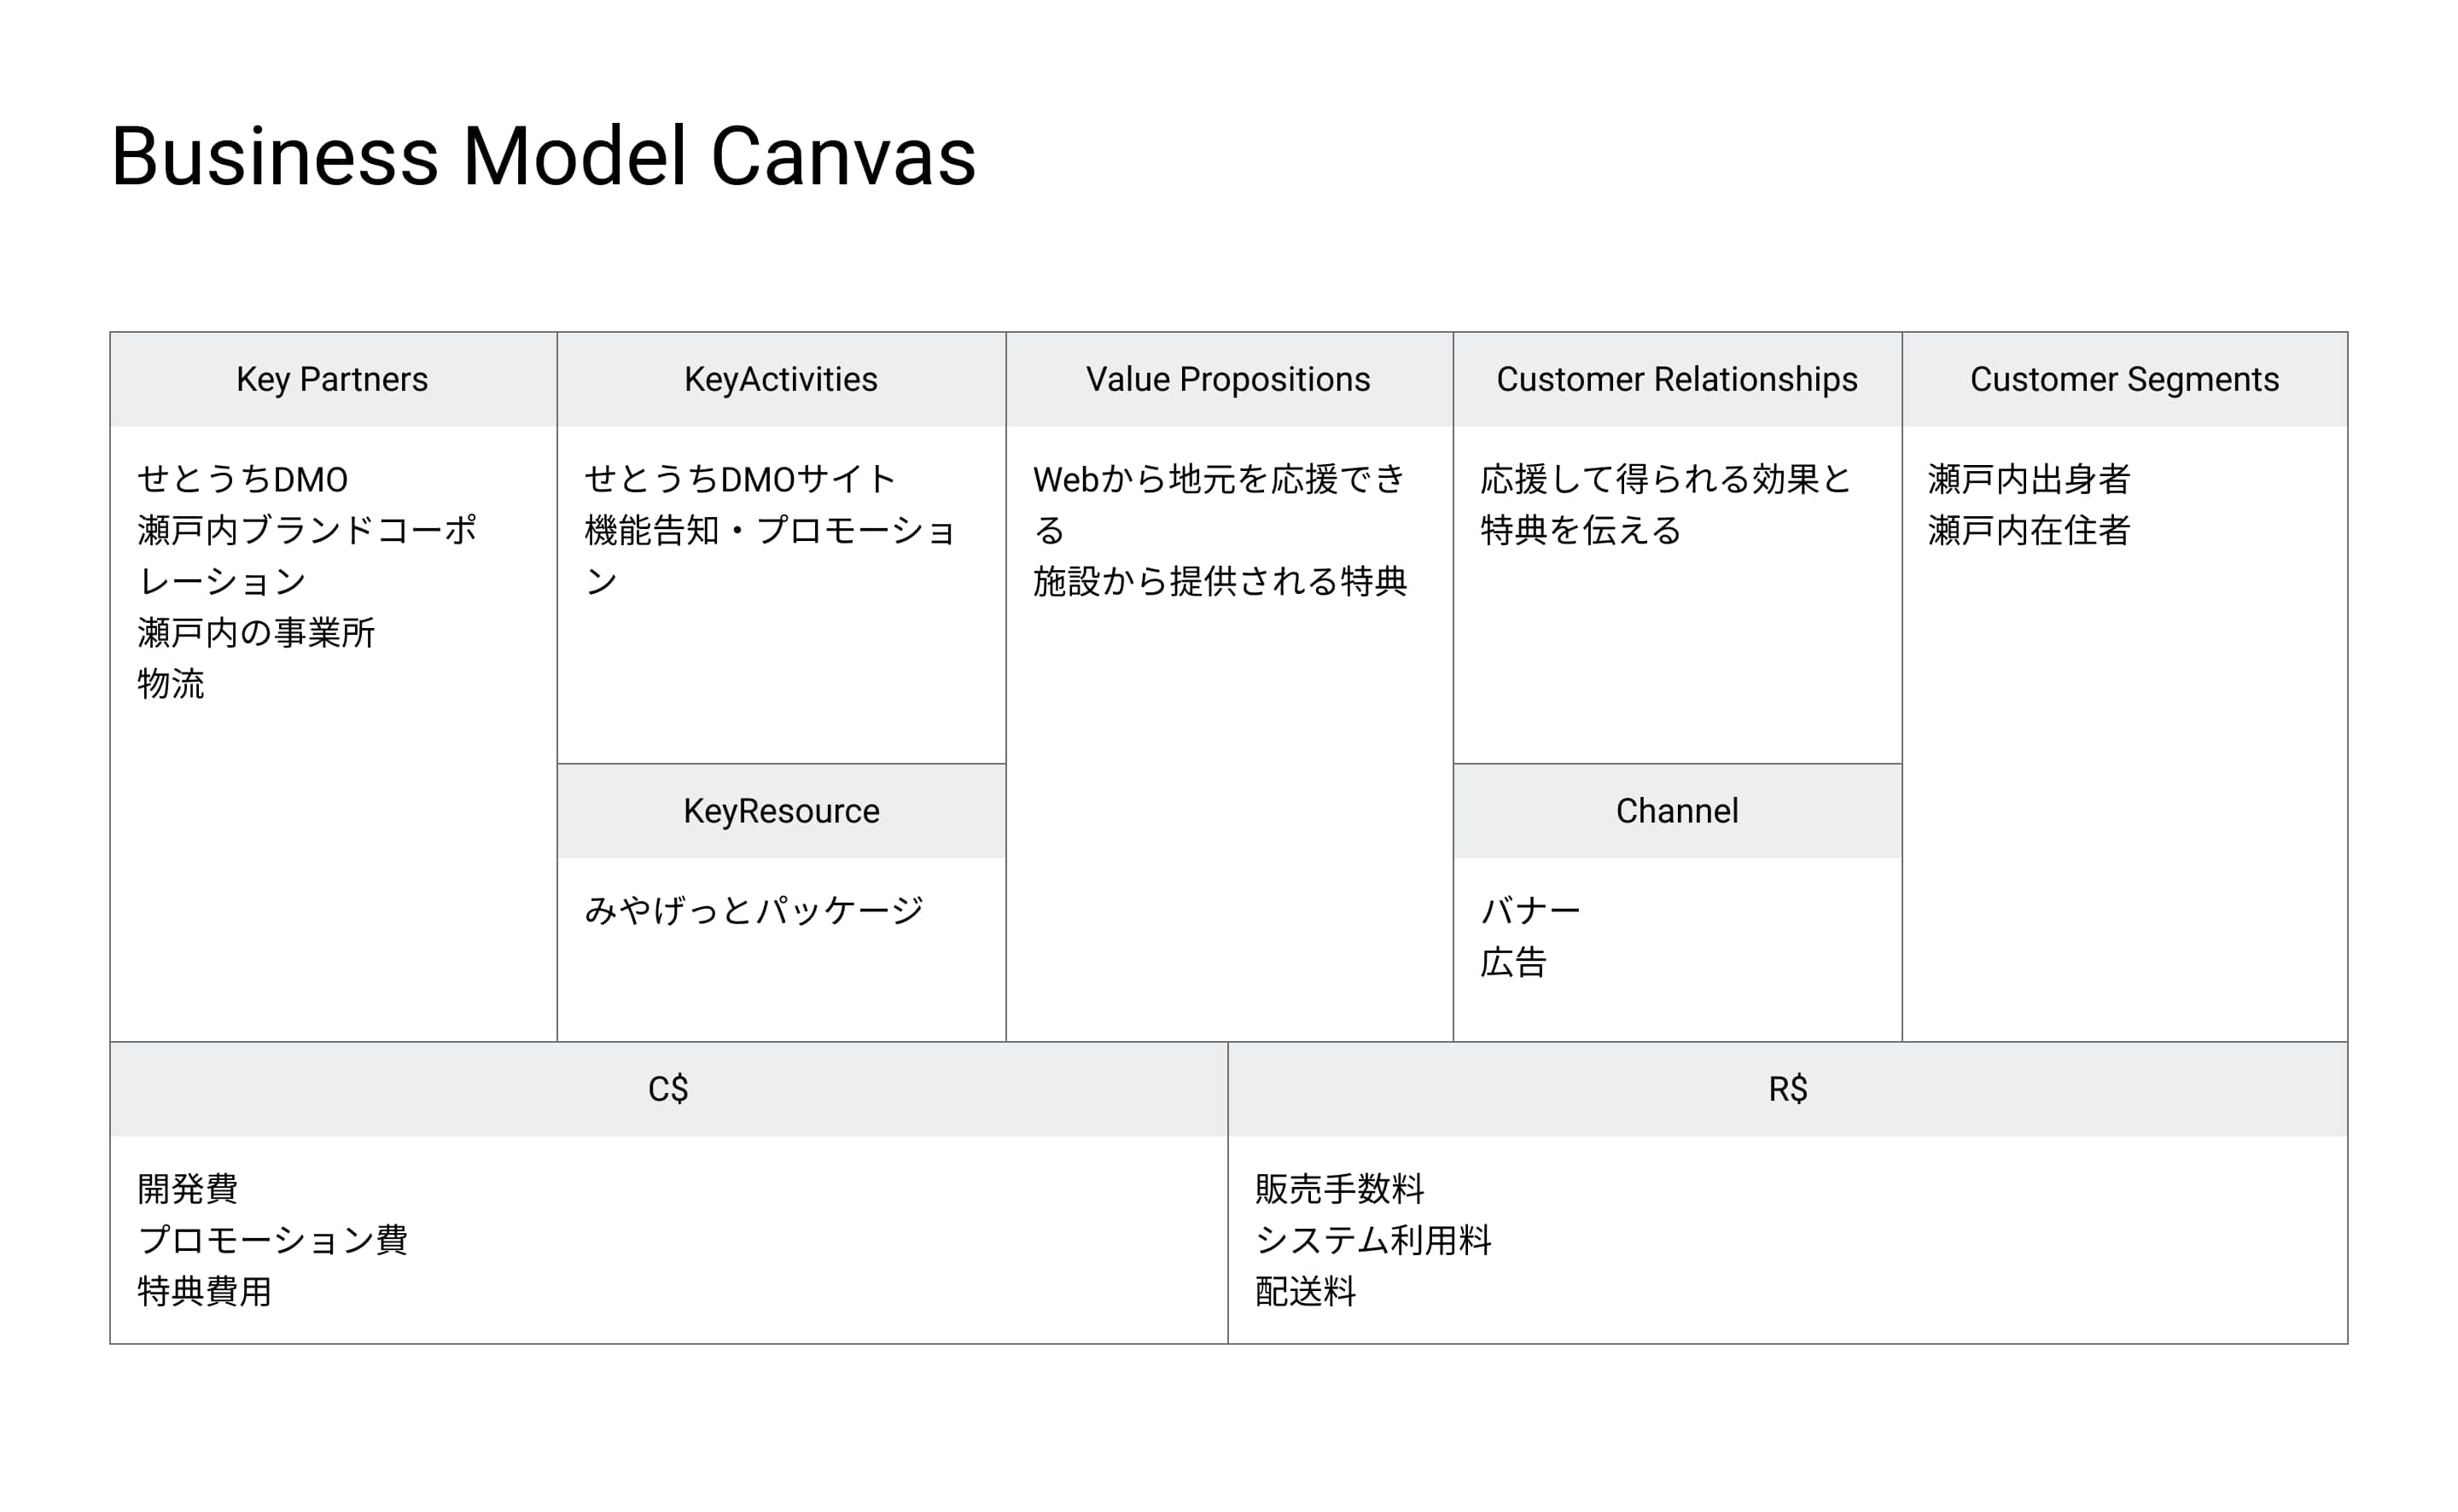 Business Model Canvas
Key Partners
せとうちDMO
瀬戸内ブランドコーポ
レーション
瀬戸内の事業所
物流
KeyActivities
せとうちDMOサイト
機能告知・プロモーショ
ン
KeyResource
みやげっとパッケージ
Value Propositions
Webから地元を応援でき
る
施設から提供される特典
Customer Relationships
応援して得られる効果と
特典を伝える
Channel
バナー
広告
Customer Segments
瀬戸内出身者
瀬戸内在住者
C$
開発費
プロモーション費
特典費用
R$
販売手数料
システム利用料
配送料